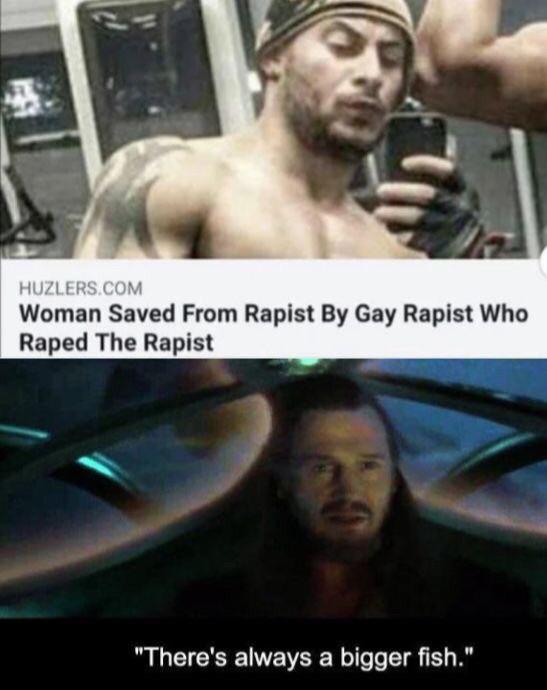 HUZLERS.COM
Woman Saved From Rapist By Gay Rapist Who
Raped The Rapist
"There's always a bigger fish."